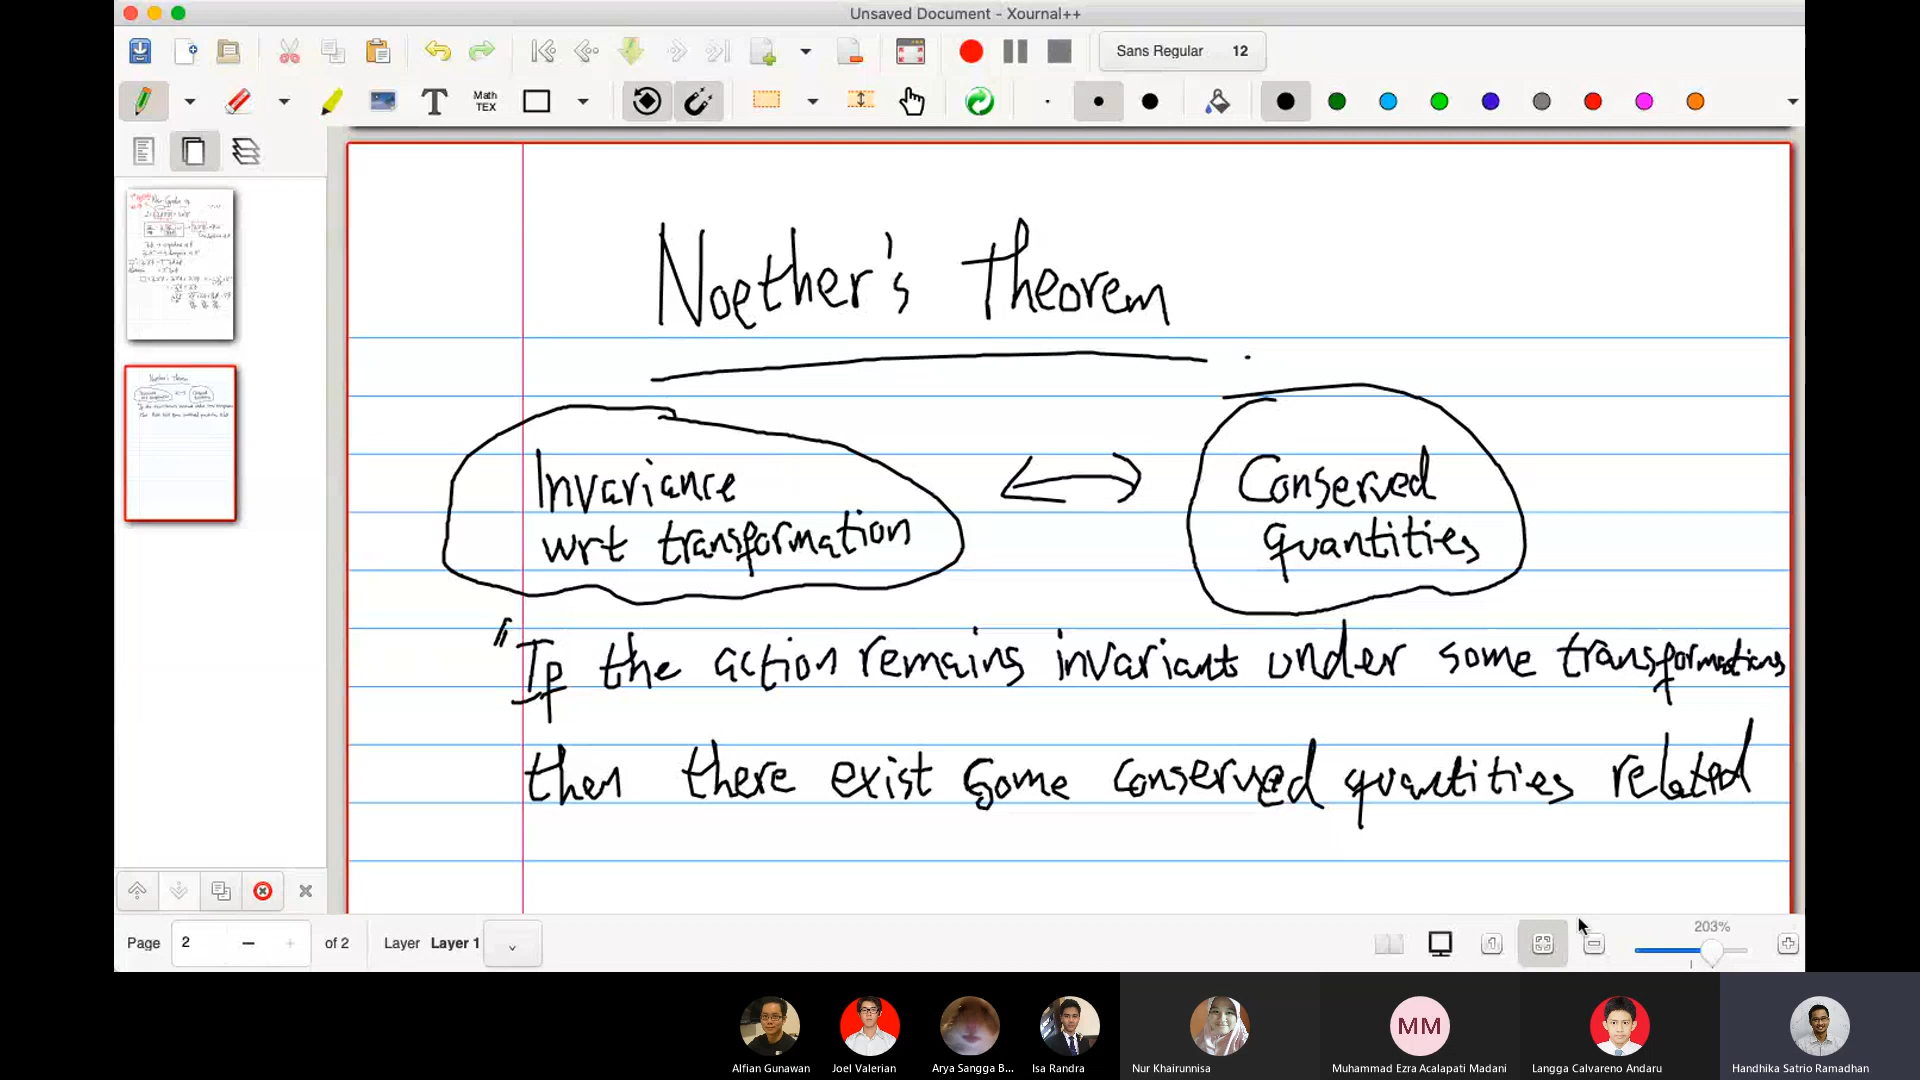 Unsaved Document - Xournal++
Sans Regular 12
Math
TEX
Noether's Theorem
Invariance
wrt transformation
Conserved
quantities
"If the action remains invariant under some transformations
then there exist some conserved quantities related
Page 2 of 2 Layer Layer 1
203%
Alfian Gunawan
Joel Valerian
Arya Sangga B...
Isa Randra
Nur Khairunnisa
MM
Muhammad Ezra Acalapati Madani
Langga Calvareno Andaru
Handhika Satrio Ramadhan